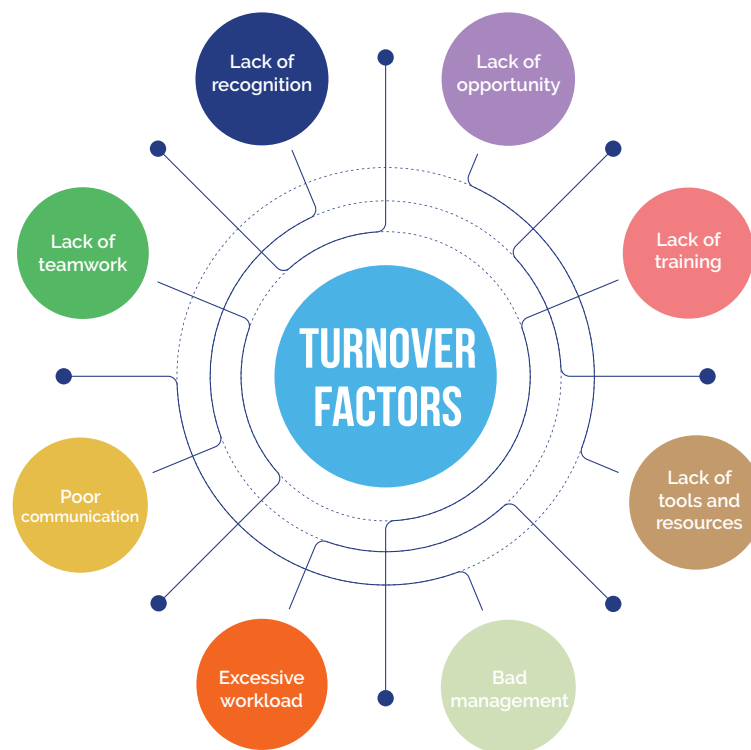 Lack of
recognition
Lack of
opportunity
Lack of
teamwork
Lack of
training
TURNOVER
FACTORS
Poor
communication
Lack of
tools and
resources
Excessive
workload
Bad
management